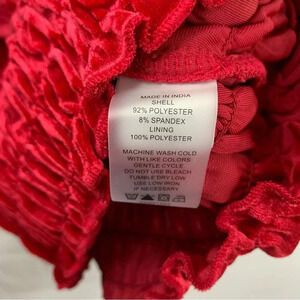 MADE IN INDIA
SHELL
92% POLYESTER
8% SPANDEX
LINING
100% POLYESTER
MACHINE WASH COLD
WITH LIKE COLORS
GENTLE CYCLE
DO NOT BLEACH
TUMBLE DRY LOW
USE LOW IRON
IF NECESSARY